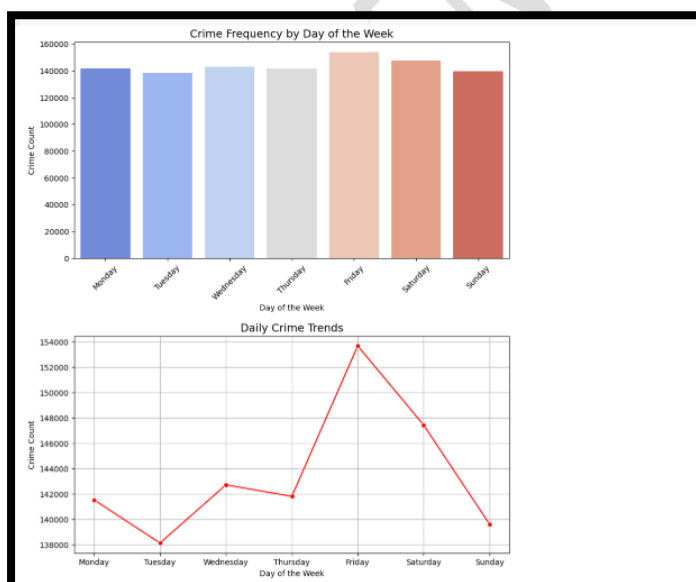 Crime Frequency by Day of the Week
160000
140000
120000
100000
80000
60000
40000
20000
0
Crime Count
Monday
Tuesday
Wednesday
Thursday
Friday
Saturday
Sunday
Day of the Week
Daily Crime Trends
154000
152000
150000
148000
146000
144000
142000
140000
138000
Crime Count
Monday
Tuesday
Wednesday
Thursday
Friday
Saturday
Sunday
Day of the Week